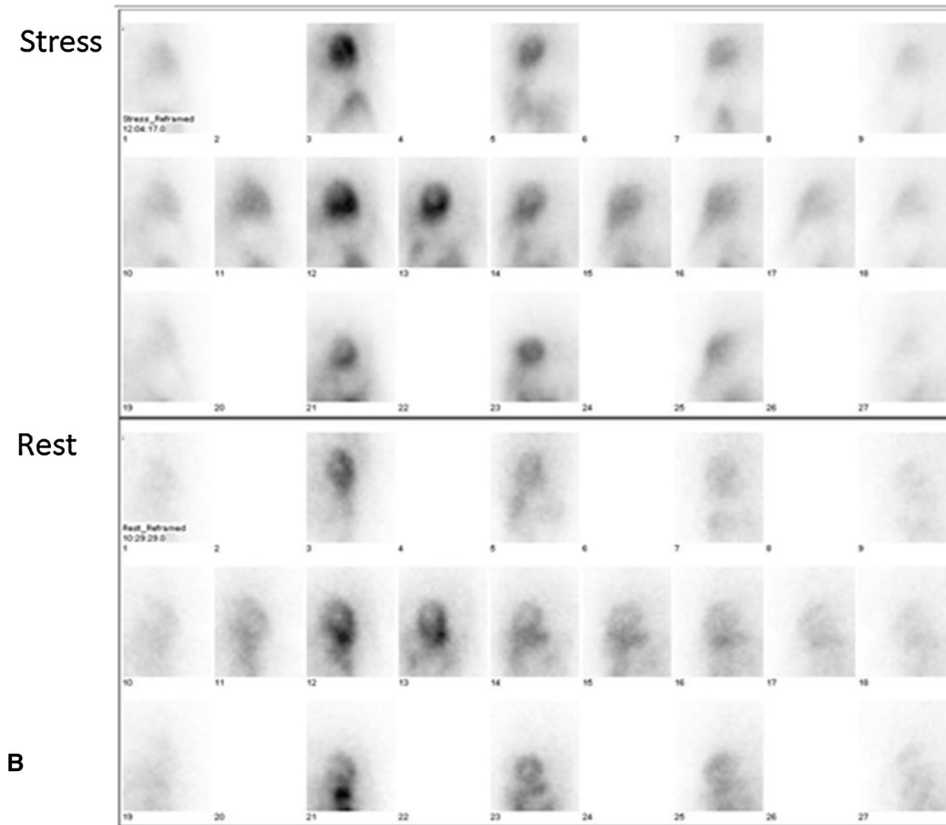 Stress
Stress_Reframed
12:04:17.0
1 2 3 4 5 6 7 8 9
10 11 12 13 14 15 16 17 18
19 20 21 22 23 24 25 26 27
Rest
Rest_Reframed
10:29:29.0
1 2 3 4 5 6 7 8 9
10 11 12 13 14 15 16 17 18
B
19 20 21 22 23 24 25 26 27